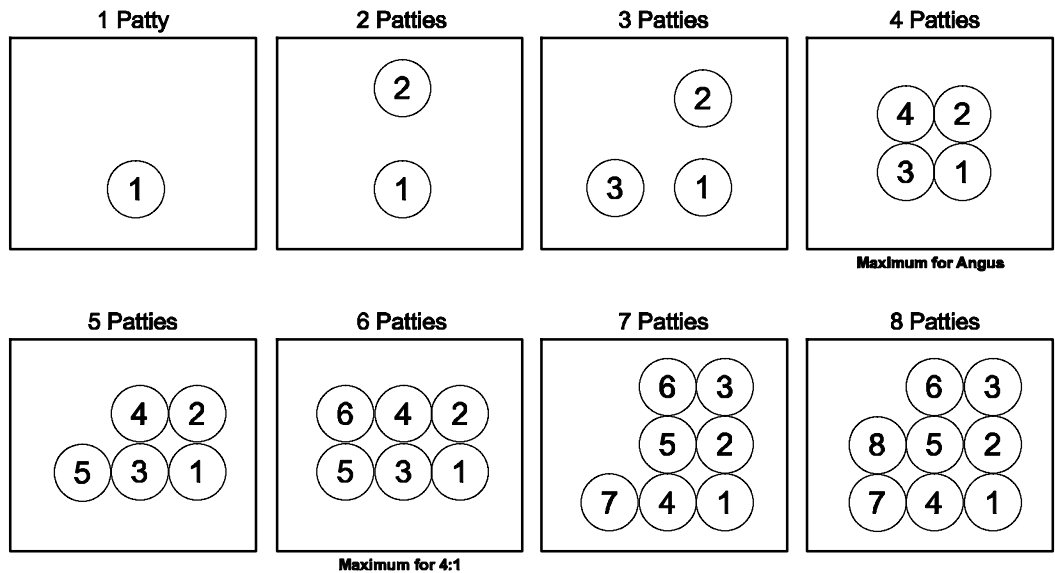 1 Patty
2 Patties
3 Patties
4 Patties
1
2
1
2
3 1
4 2
3 1
Maximum for Angus
5 Patties
6 Patties
7 Patties
8 Patties
4 2
5 3 1
6 4 2
5 3 1
Maximum for 4:1
6 3
5 2
7 4 1
6 3
8 5 2
7 4 1